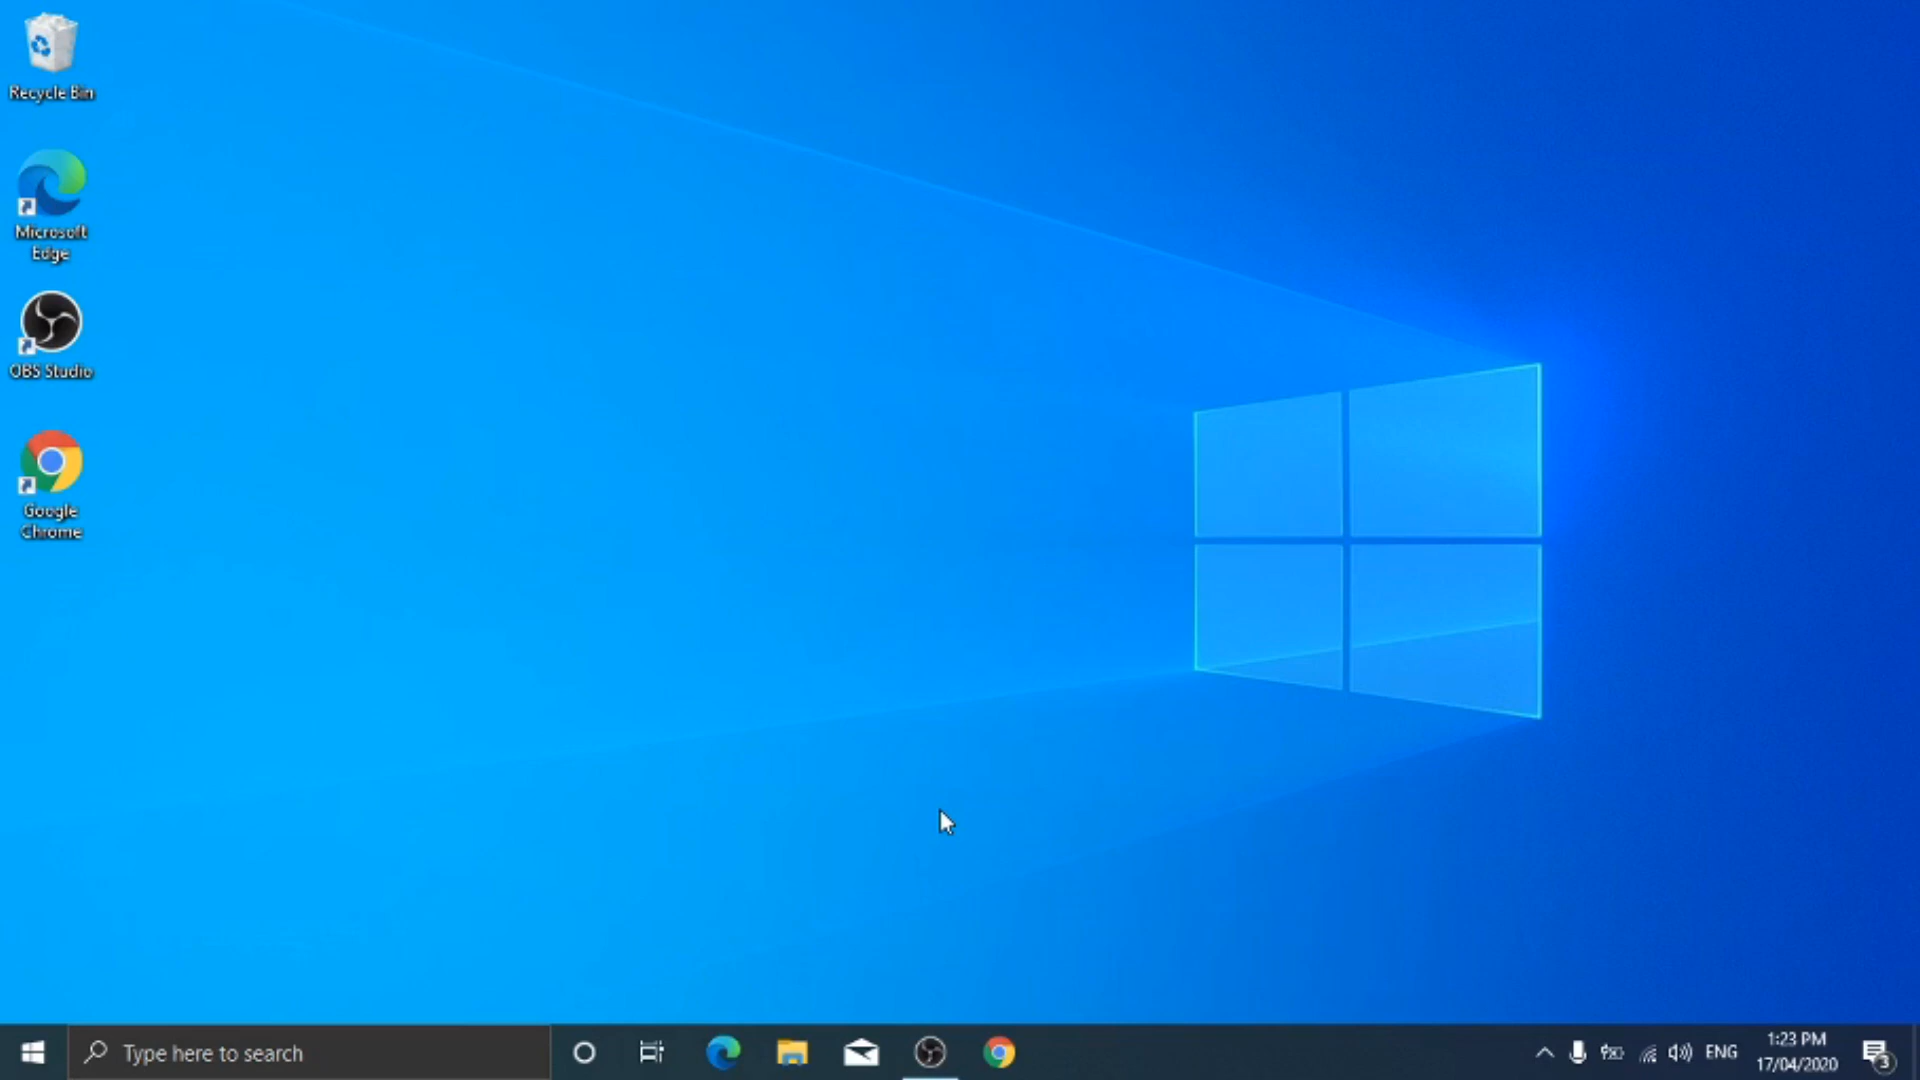 Recycle Bin
Microsoft
Edge
OBS Studio
Google
Chrome
Type here to search
ENG
1:23 PM
17/04/2020
3